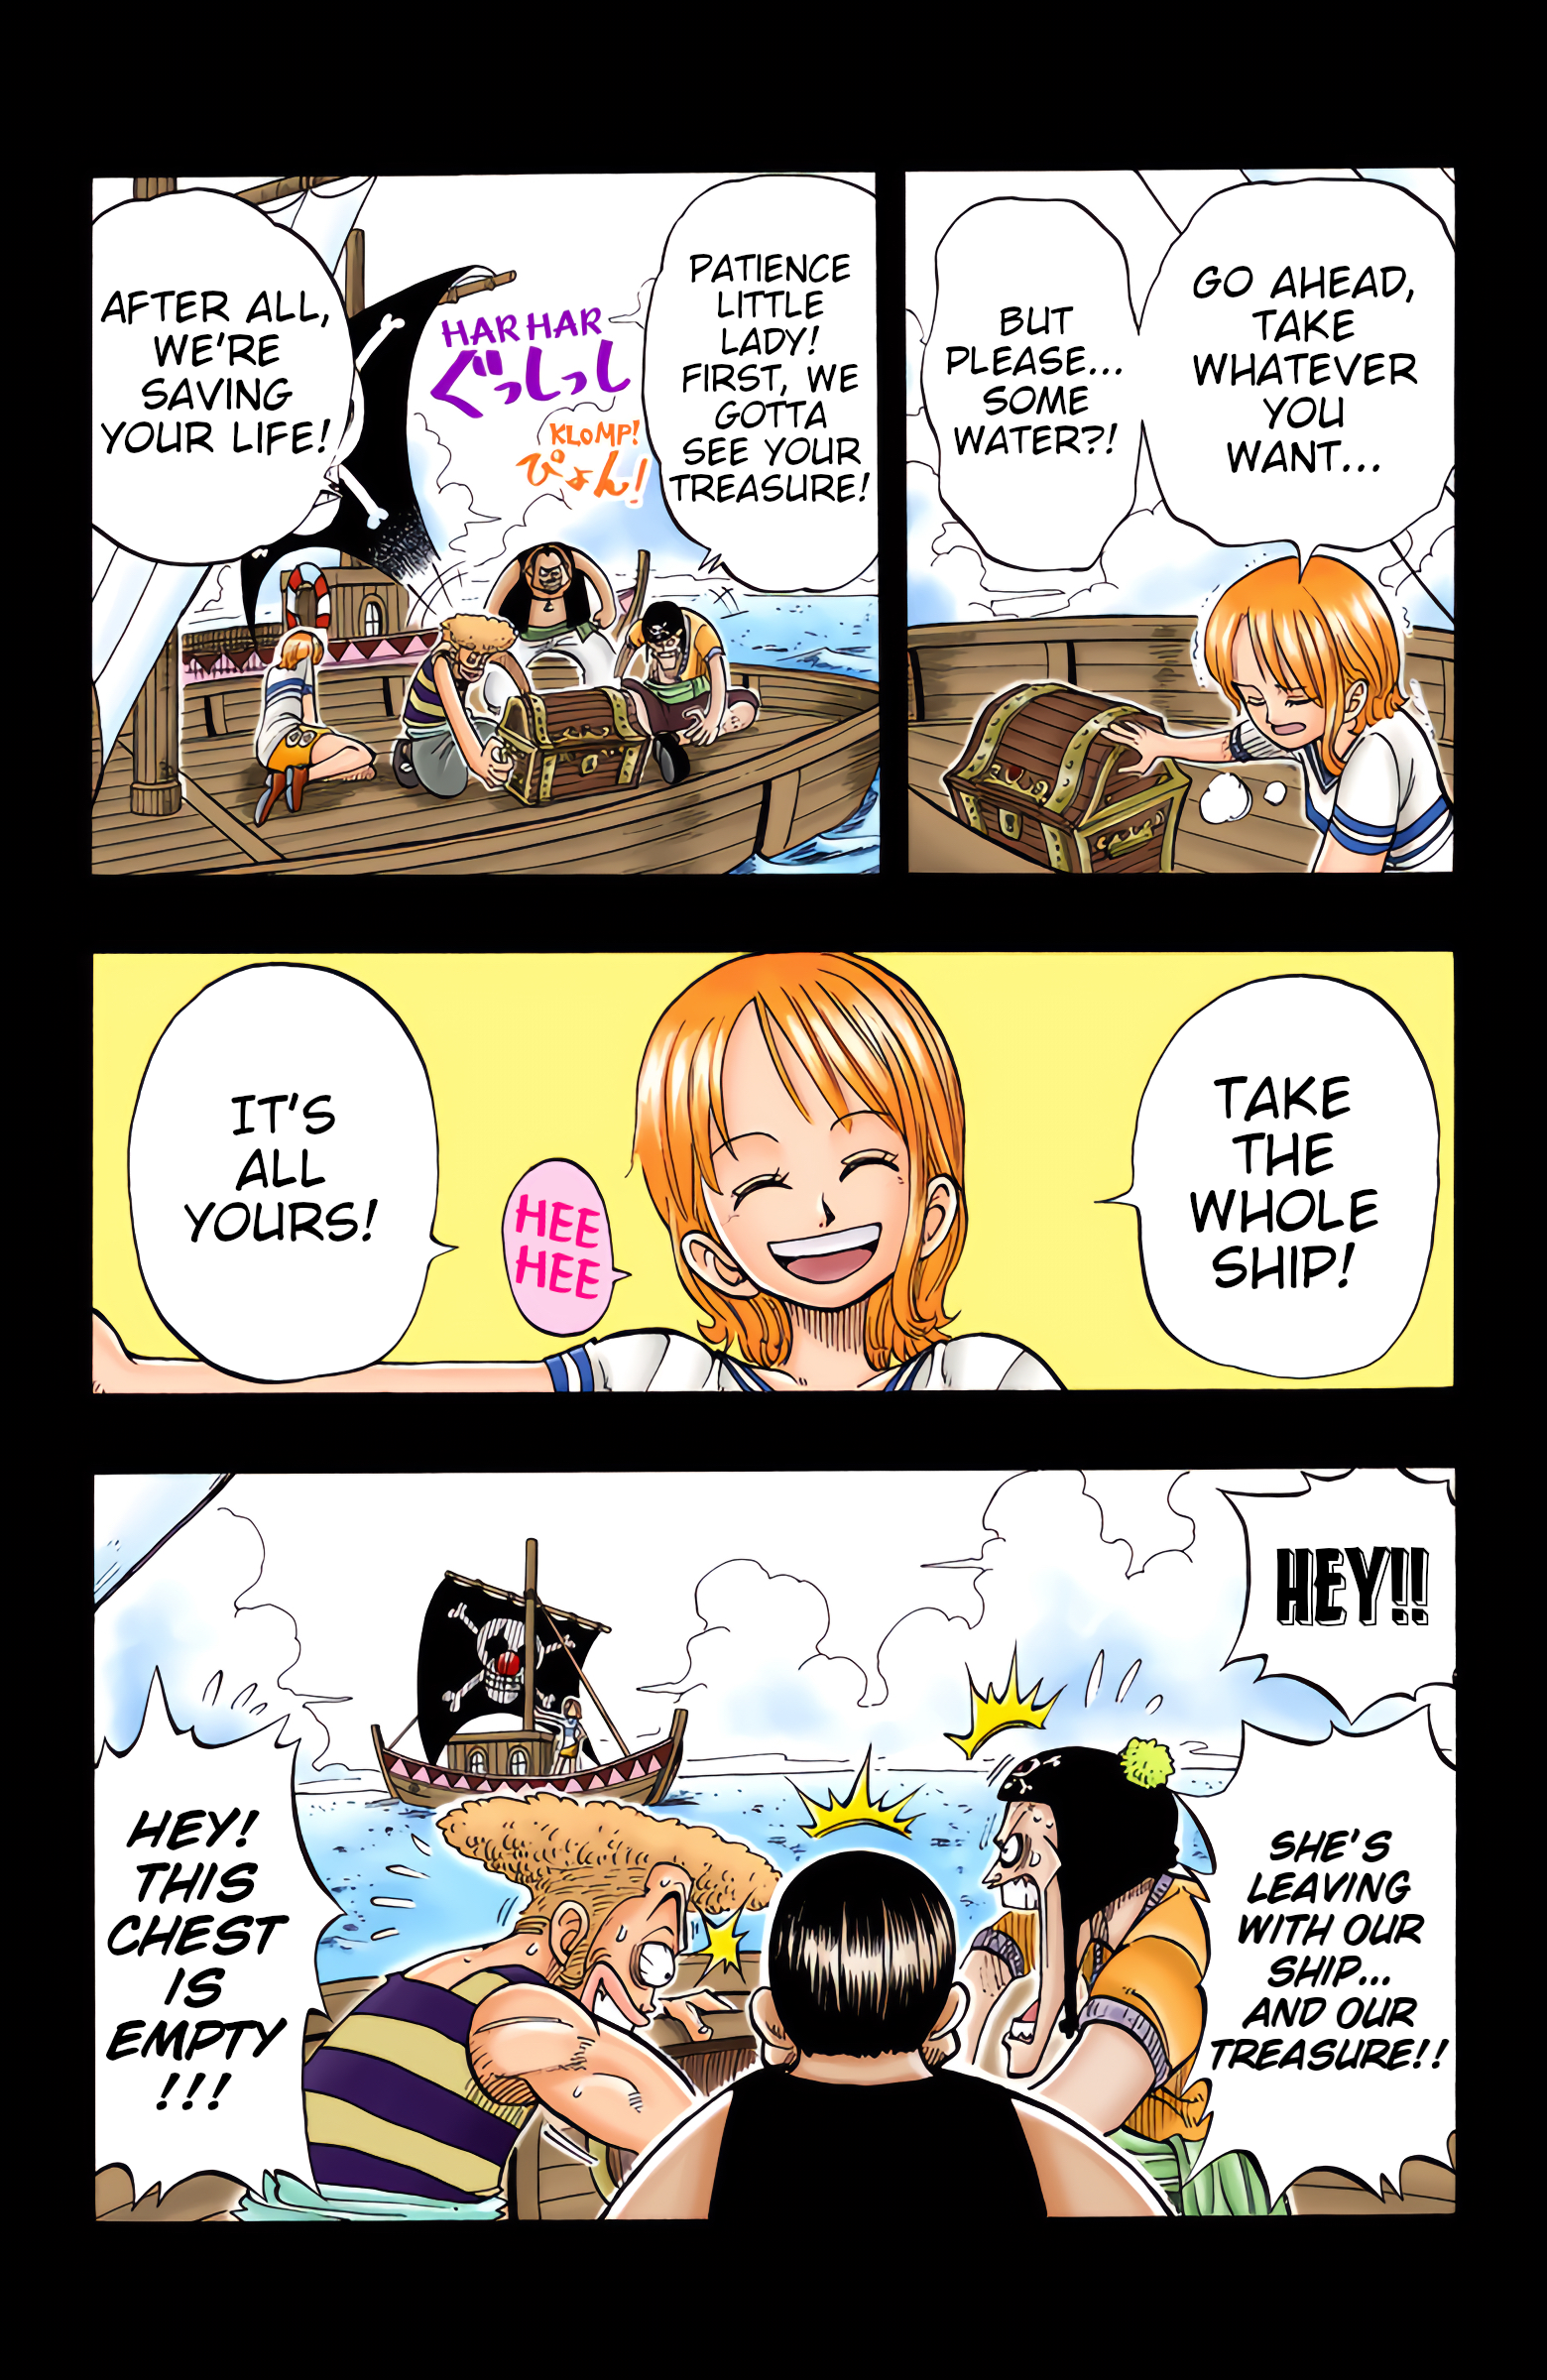 GO AHEAD,
TAKE
WHATEVER
YOU
WANT...
BUT
PLEASE...
SOME
WATER?!
PATIENCE
LITTLE
LADY!
FIRST, WE
GOTTA
SEE YOUR
TREASURE!
HAR HAR
ぐっしっし
KLOMP!
ぴょん!
AFTER ALL,
WE'RE
SAVING
YOUR LIFE!
TAKE
THE
WHOLE
SHIP!
HEE
HEE
IT'S
ALL
YOURS!
HEY!!
SHE'S
LEAVING
WITH OUR
SHIP...
AND OUR
TREASURE!!
HEY!
THIS
CHEST
IS
EMPTY
!!!